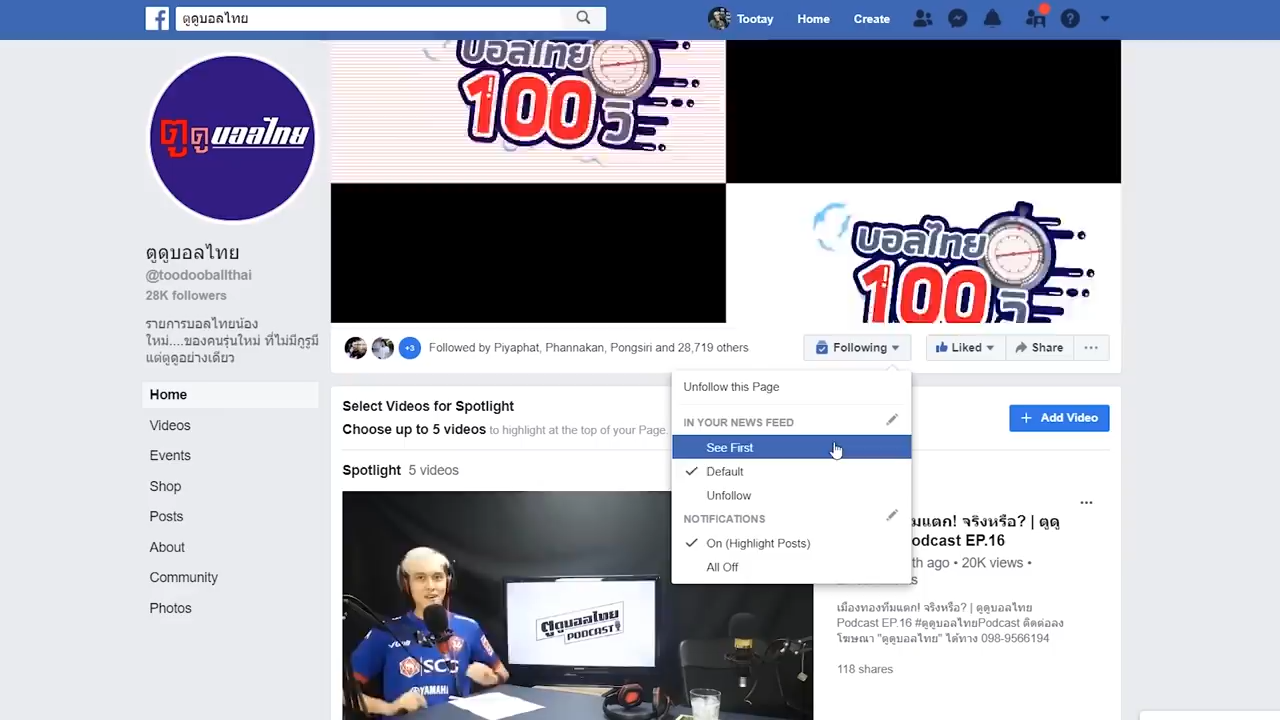 ตูดูบอลไทย
Tootay
Home
Create
บอลไทย
100
วิ
ตูดูบอลไทย
บอลไทย
100
วิ
ตูดูบอลไทย
@toodooballthai
28K followers
รายการบอลไทยน้อง
ใหม่....ของคนรุ่นใหม่ ที่ไม่มีกูรูมี
แต่ตูดูอย่างเดียว
+3
Followed by Piyaphat, Phannakan, Pongsiri and 28,719 others
Following
Liked
Share
Home
Videos
Events
Shop
Posts
About
Community
Photos
Select Videos for Spotlight
Choose up to 5 videos to highlight at the top of your Page.
Add Video
Spotlight 5 videos
Unfollow this Page
IN YOUR NEWS FEED
See First
Default
Unfollow
NOTIFICATIONS
On (Highlight Posts)
All Off
มแตก! จริงหรือ? | ตูดู
odcast EP.16
th ago • 20K views •
s
เมืองทองทีมแตก! จริงหรือ? | ตูดูบอลไทย
Podcast EP.16 #ตูดูบอลไทยPodcast ติดต่อลง
โฆษณา "ตูดูบอลไทย" ได้ทาง 098-9566194
118 shares
ตูดูบอลไทย
PODCAST
SCG
YAMAHA